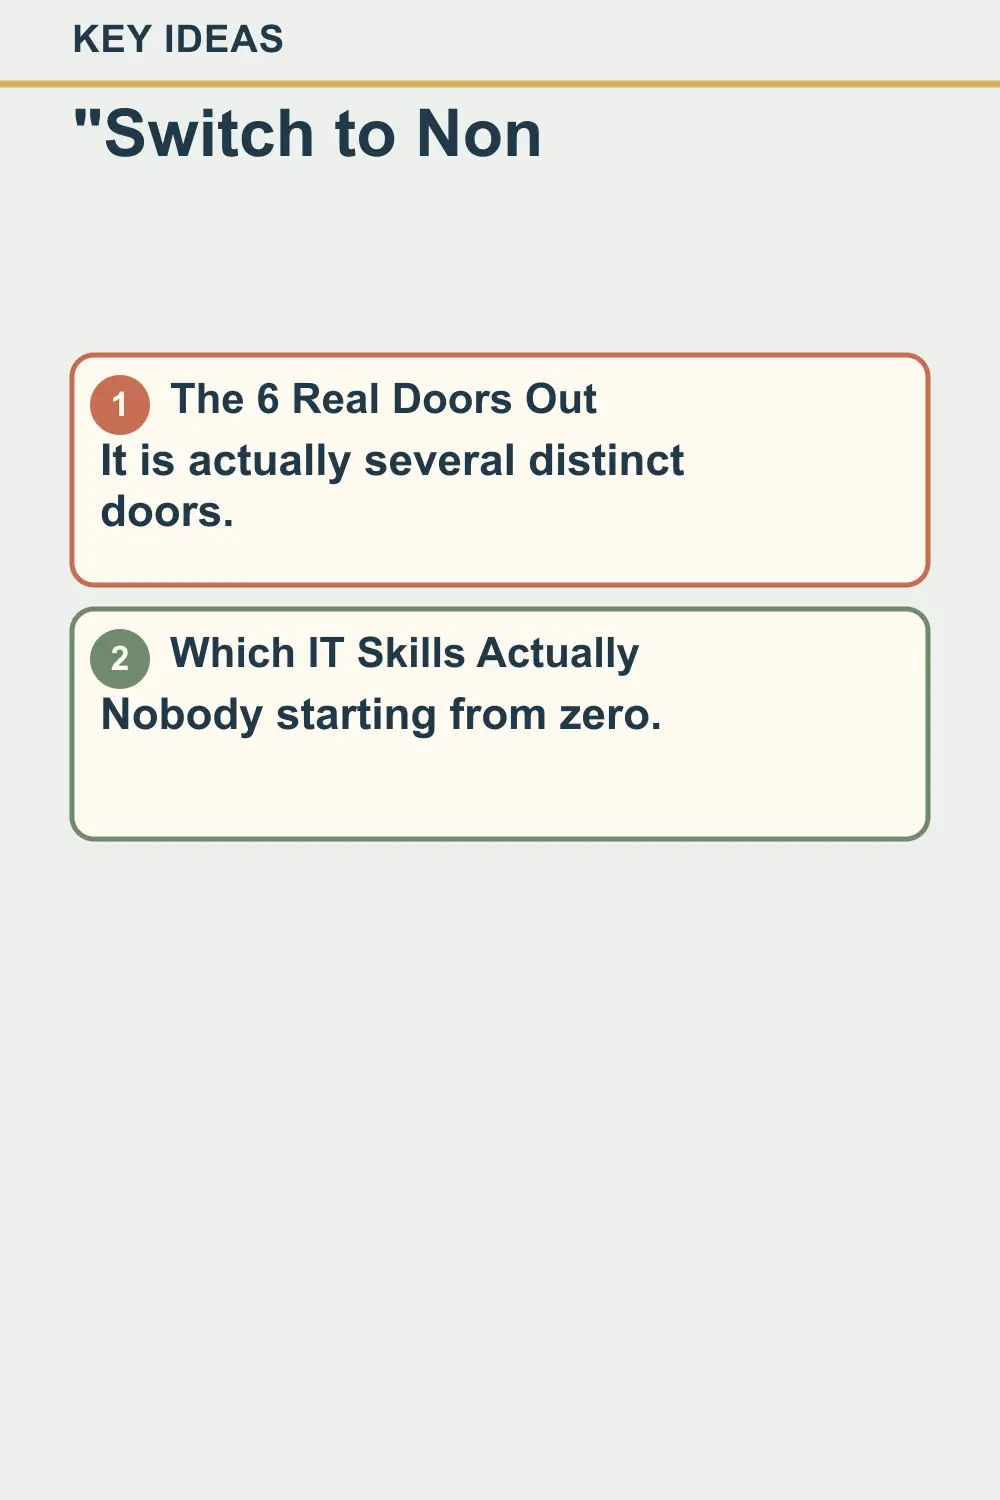 KEY IDEAS
"Switch to Non
1 The 6 Real Doors Out
It is actually several distinct
doors.
2 Which IT Skills Actually
Nobody starting from zero.